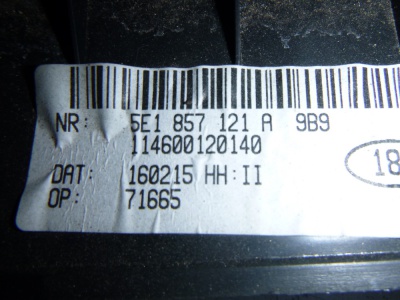 NR: 5E1 857 121 A 9B9
114600120140
DAT: 160215 HH:II
OP: 71665
18